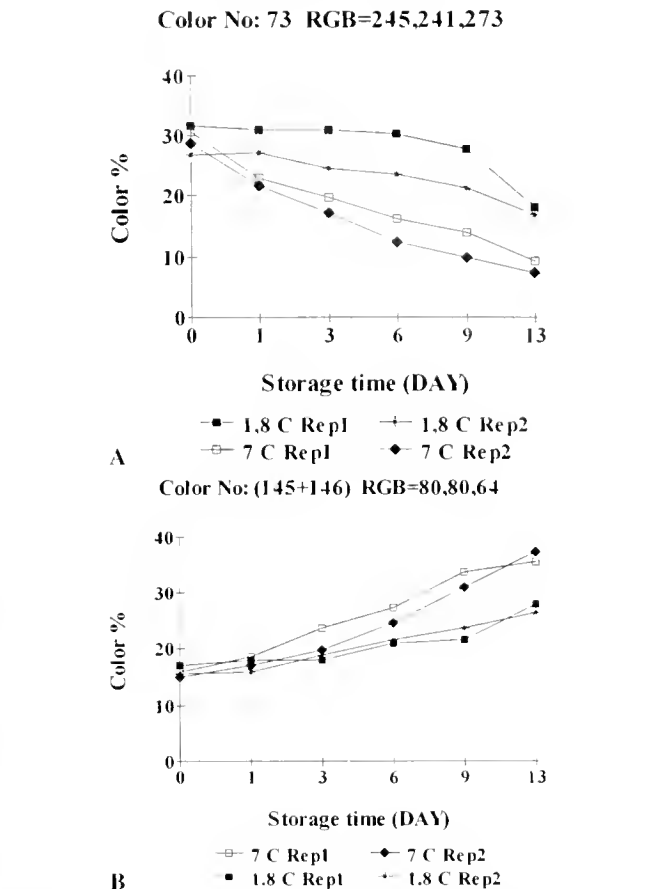 Color No: 73 RGB=245,241,273
40
30
20
10
0
Color %
0 1 3 6 9 13
Storage time (DAY)
1,8 C Rep1 1,8 C Rep2
7 C Rep1 7 C Rep2
A
Color No: (145+146) RGB=80,80,64
40
30
20
10
0
Color %
0 1 3 6 9 13
Storage time (DAY)
7 C Rep1 7 C Rep2
1.8 C Rep1 1.8 C Rep2
B